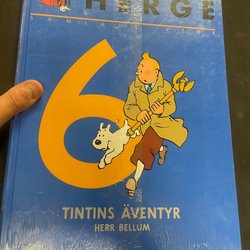 HERGÉ
SAMLADE VERK
6
TINTINS ÄVENTYR
HERR BELLUM